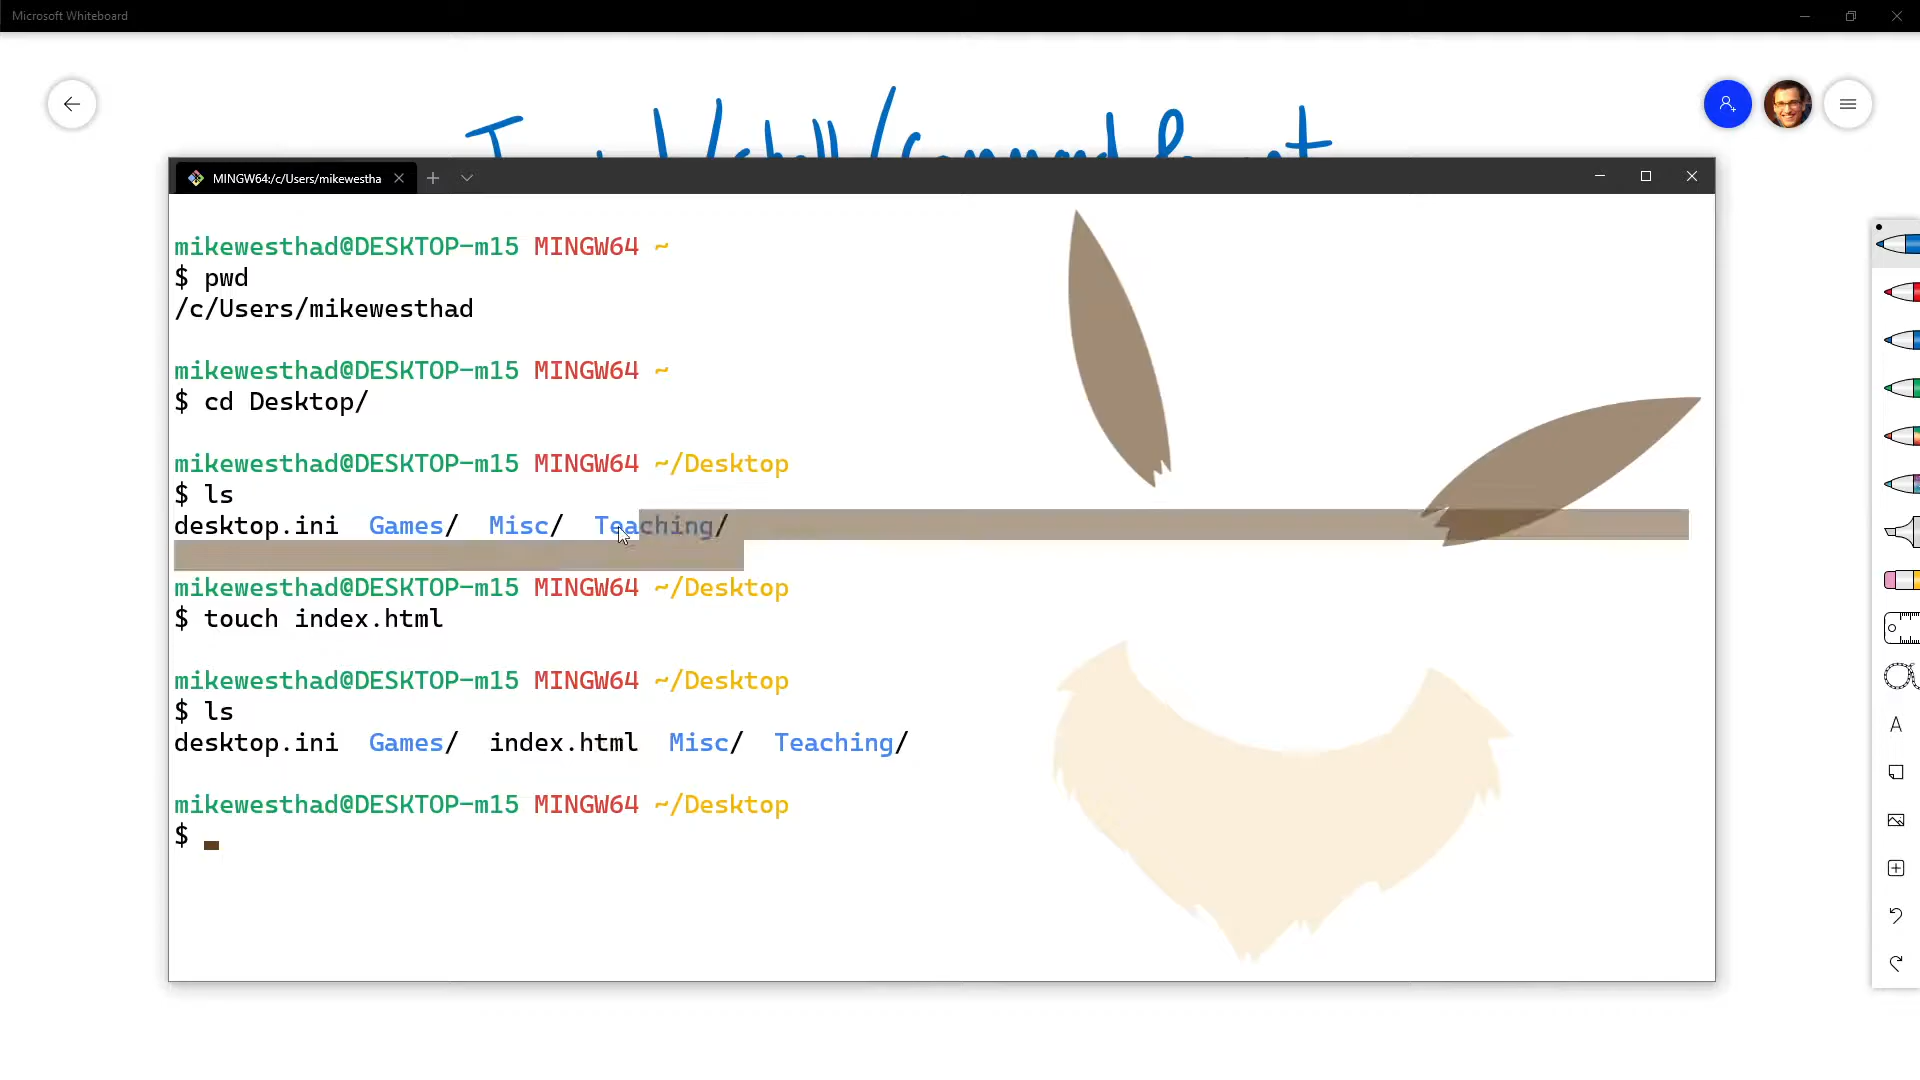 Microsoft Whiteboard
MINGW64:/c/Users/mikewestha
mikewesthad@DESKTOP-m15 MINGW64 ~
$ pwd
/c/Users/mikewesthad
mikewesthad@DESKTOP-m15 MINGW64 ~
$ cd Desktop/
mikewesthad@DESKTOP-m15 MINGW64 ~/Desktop
$ ls
desktop.ini  Games/  Misc/  Teaching/
mikewesthad@DESKTOP-m15 MINGW64 ~/Desktop
$ touch index.html
mikewesthad@DESKTOP-m15 MINGW64 ~/Desktop
$ ls
desktop.ini  Games/  index.html  Misc/  Teaching/
mikewesthad@DESKTOP-m15 MINGW64 ~/Desktop
$